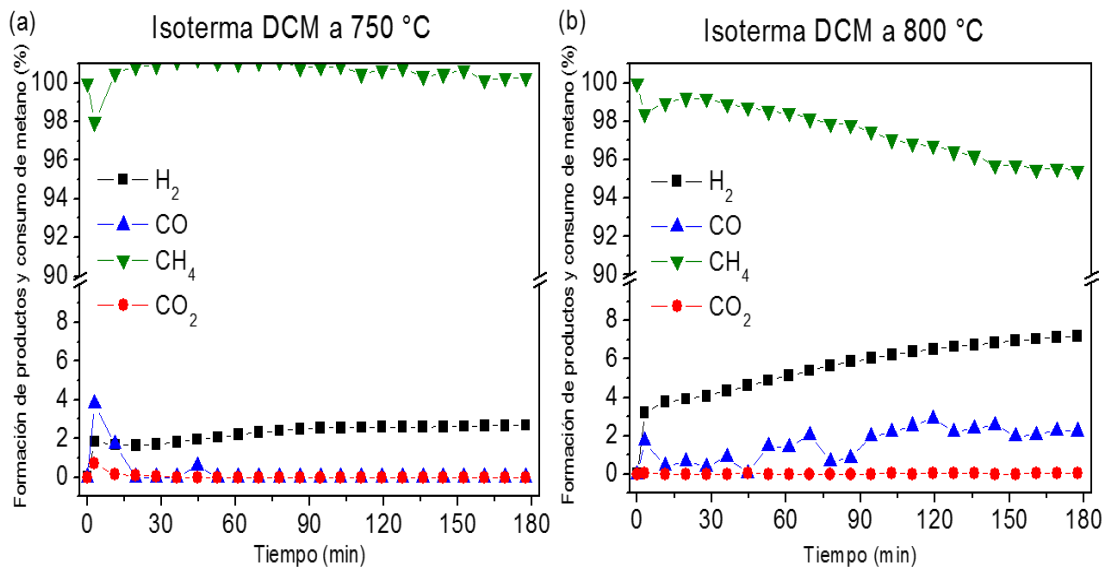 (a)
Isoterma DCM a 750 °C
Formación de productos y consumo de metano (%)
100
98
96
94
92
90
8
6
4
2
0
H2
CO
CH4
CO2
0 30 60 90 120 150 180
Tiempo (min)
(b)
Isoterma DCM a 800 °C
Formación de productos y consumo de metano (%)
100
98
96
94
92
90
8
6
4
2
0
H2
CO
CH4
CO2
0 30 60 90 120 150 180
Tiempo (min)